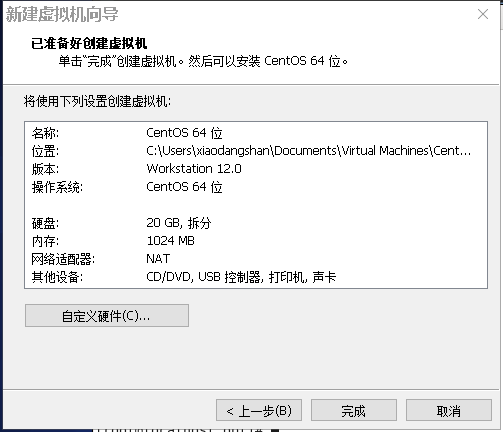 新建虚拟机向导
已准备好创建虚拟机
单击“完成”创建虚拟机。然后可以安装 CentOS 64 位。
将使用下列设置创建虚拟机:
名称: CentOS 64 位
位置: C:\Users\xiaodangshan\Documents\Virtual Machines\Cent...
版本: Workstation 12.0
操作系统: CentOS 64 位
硬盘: 20 GB, 拆分
内存: 1024 MB
网络适配器: NAT
其他设备: CD/DVD, USB 控制器, 打印机, 声卡
自定义硬件(C)...
< 上一步(B) 完成 取消